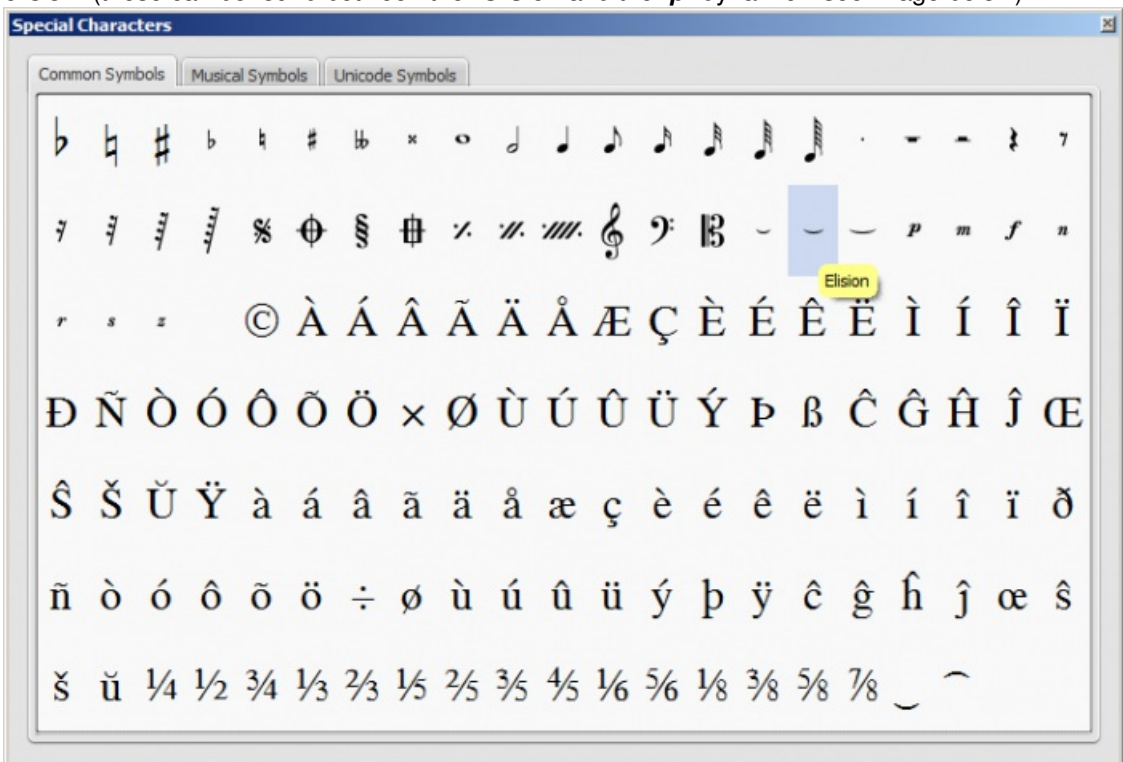 Special Characters
Common Symbols Musical Symbols Unicode Symbols
♭ ♮ ♯ ♭ ♮ ♯ 𝄫 𝄪 𝅝 𝅗𝅥 ♩ ♪ 𝅘𝅥𝅯 𝅘𝅥𝅰 𝅘𝅥𝅱 𝅘𝅥𝅲 · 𝄻 𝄼 𝄽 𝄾
𝄿 𝅀 𝅁 𝅂 𝄋 𝄌 § 𝄞 𝄢 𝄡 ‿ ‿ ‿ p m f n
Elision
r s z © À Á Â Ã Ä Å Æ Ç È É Ê Ë Ì Í Î Ï
Ð Ñ Ò Ó Ô Õ Ö × Ø Ù Ú Û Ü Ý Þ ß Ĉ Ĝ Ĥ Ĵ Œ
Ŝ Š Ŭ Ÿ à á â ã ä å æ ç è é ê ë ì í î ï ð
ñ ò ó ô õ ö ÷ ø ù ú û ü ý þ ÿ ĉ ĝ ĥ ĵ œ ŝ
š ŭ ¼ ½ ¾ ⅓ ⅔ ⅕ ⅖ ⅗ ⅘ ⅙ ⅚ ⅛ ⅜ ⅝ ⅞ ‿ ⁀